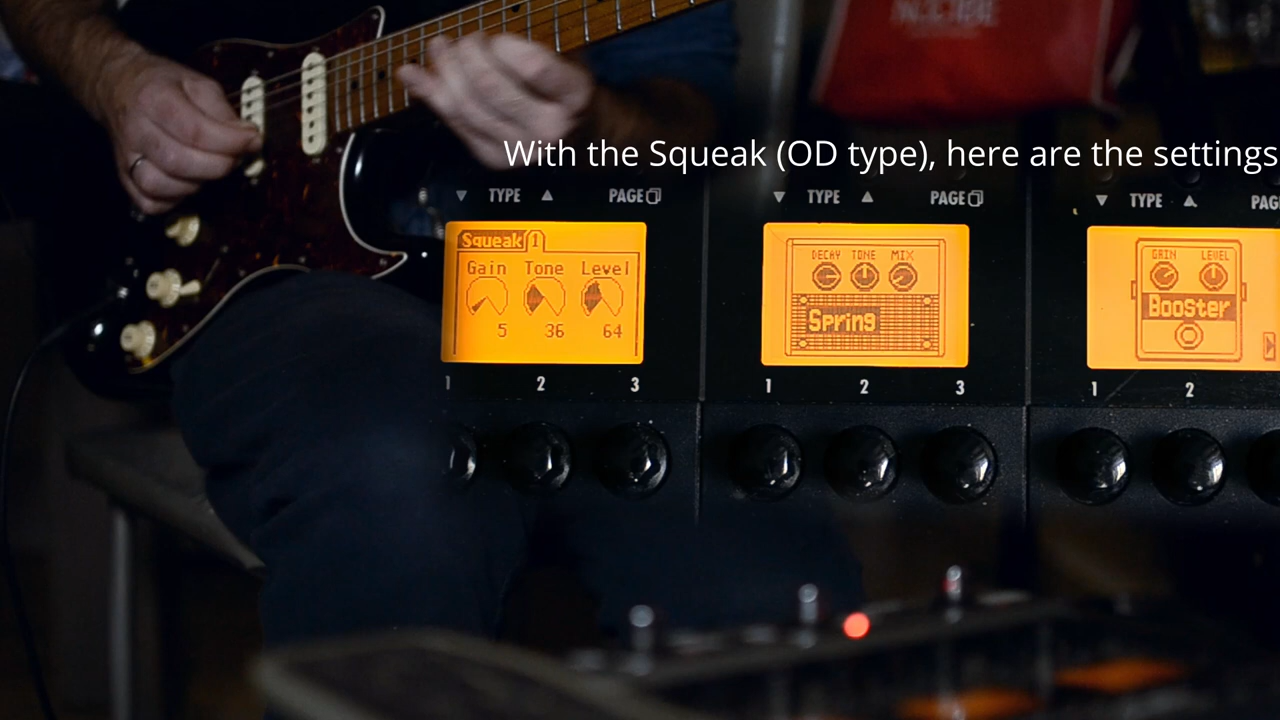 With the Squeak (OD type), here are the settings
▼ TYPE ▲ PAGE
▼ TYPE ▲ PAGE
▼ TYPE ▲ PAG
Squeak 1
Gain Tone Level
5 36 64
DECAY TONE MIX
Spring
GAIN LEVEL
Booster
1 2 3
1 2 3
1 2